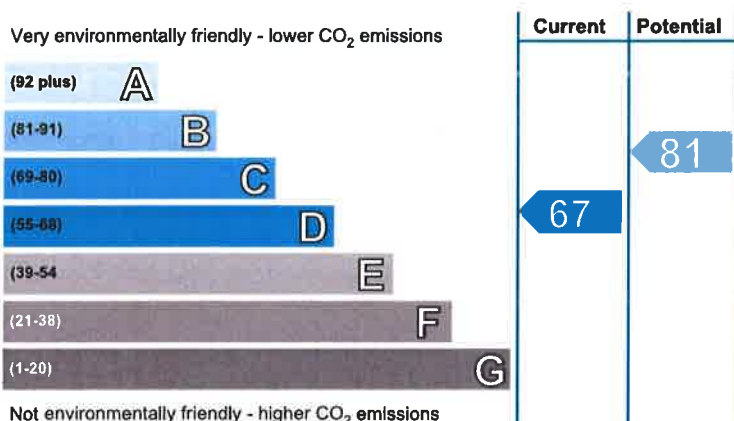 Very environmentally friendly - lower CO₂ emissions
Current
Potential
(92 plus) A
(81-91) B
81
(69-80) C
(55-68) D
67
(39-54 E
(21-38) F
(1-20) G
Not environmentally friendly - higher CO₂ emissions